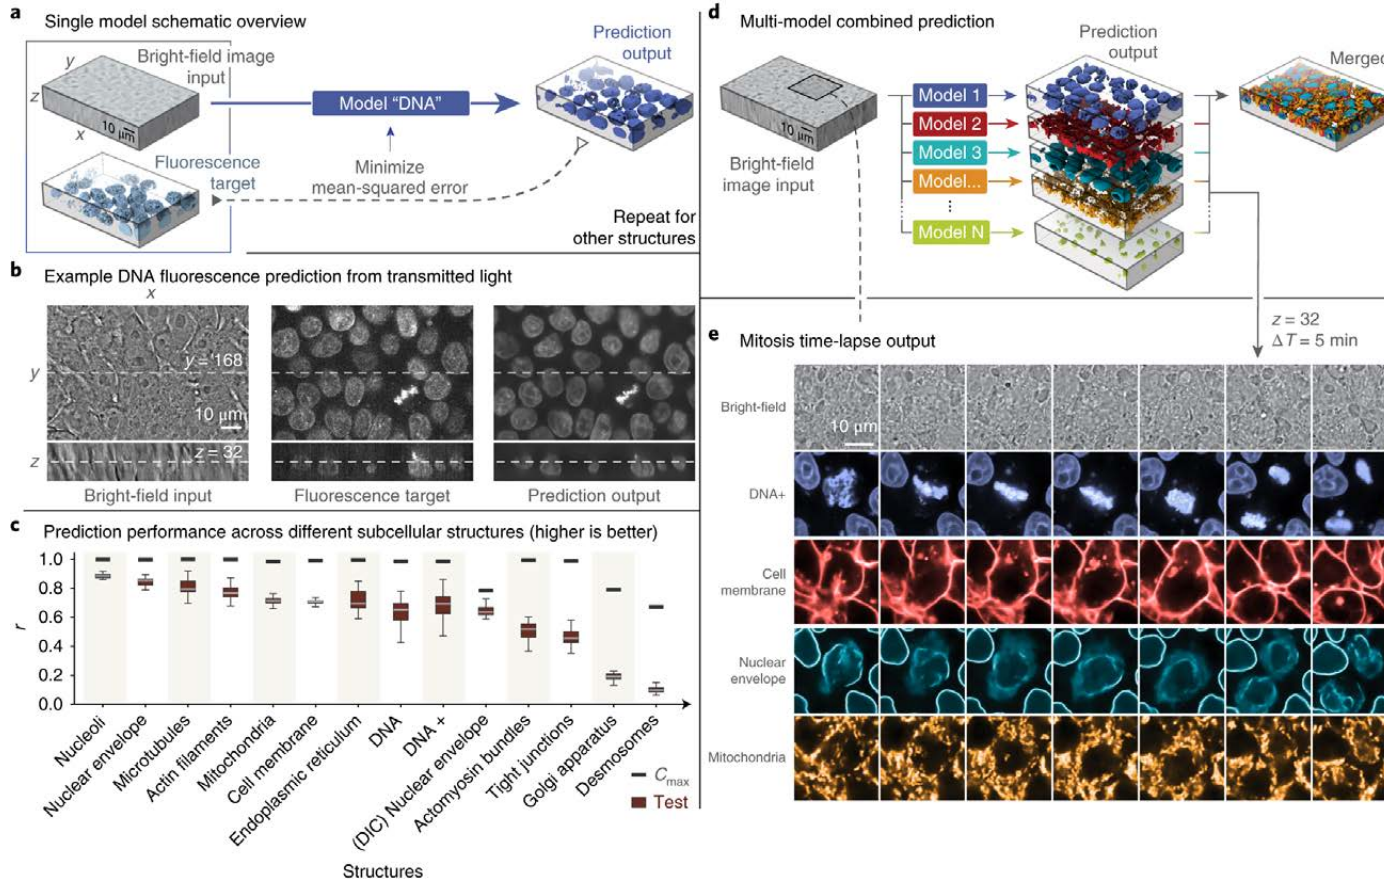 a Single model schematic overview
Bright-field image
input
y
z
x
10 μm
Fluorescence
target
Model “DNA”
Minimize
mean-squared error
Prediction
output
Repeat for
other structures
b Example DNA fluorescence prediction from transmitted light
x
y
z
y = 168
10 μm
z = 32
Bright-field input
Fluorescence target
Prediction output
c Prediction performance across different subcellular structures (higher is better)
1.0
0.8
0.6
0.4
0.2
0.0
r
Nucleoli
Nuclear envelope
Microtubules
Actin filaments
Mitochondria
Cell membrane
Endoplasmic reticulum
DNA
DNA +
(DIC) Nuclear envelope
Actomyosin bundles
Tight junctions
Golgi apparatus
Desmosomes
Cmax
Test
Structures
d Multi-model combined prediction
Bright-field
image input
10 μm
Model 1
Model 2
Model 3
Model...
Model N
Prediction
output
Merged
z = 32
Δ T = 5 min
e Mitosis time-lapse output
Bright-field
10 μm
DNA+
Cell
membrane
Nuclear
envelope
Mitochondria